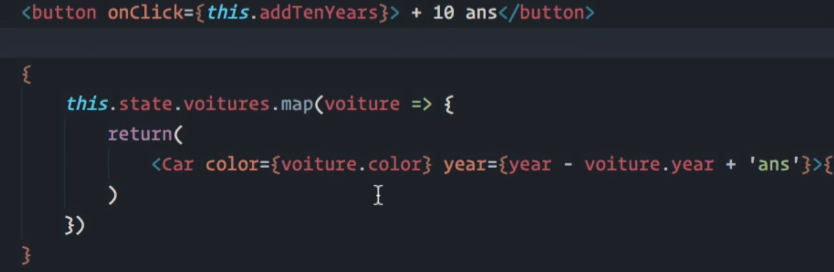 <button onClick={this.addTenYears}> + 10 ans</button>
{
this.state.voitures.map(voiture => {
return(
<Car color={voiture.color} year={year - voiture.year + 'ans'}>{
)
})
}